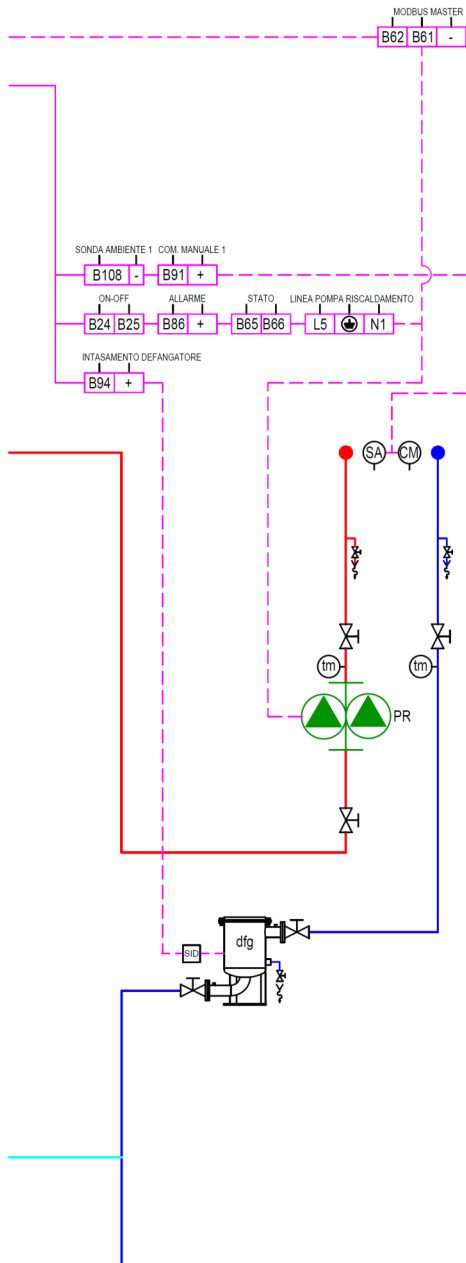 MODBUS MASTER
B62 B61 -
SONDA AMBIENTE 1 COM. MANUALE 1
B108 - B91 +
ON-OFF ALLARME STATO LINEA POMPA RISCALDAMENTO
B24 B25 B86 + B65 B66 L5 N1
INTASAMENTO DEFANGATORE
B94 +
SA CM
tm tm
PR
dfg
SID